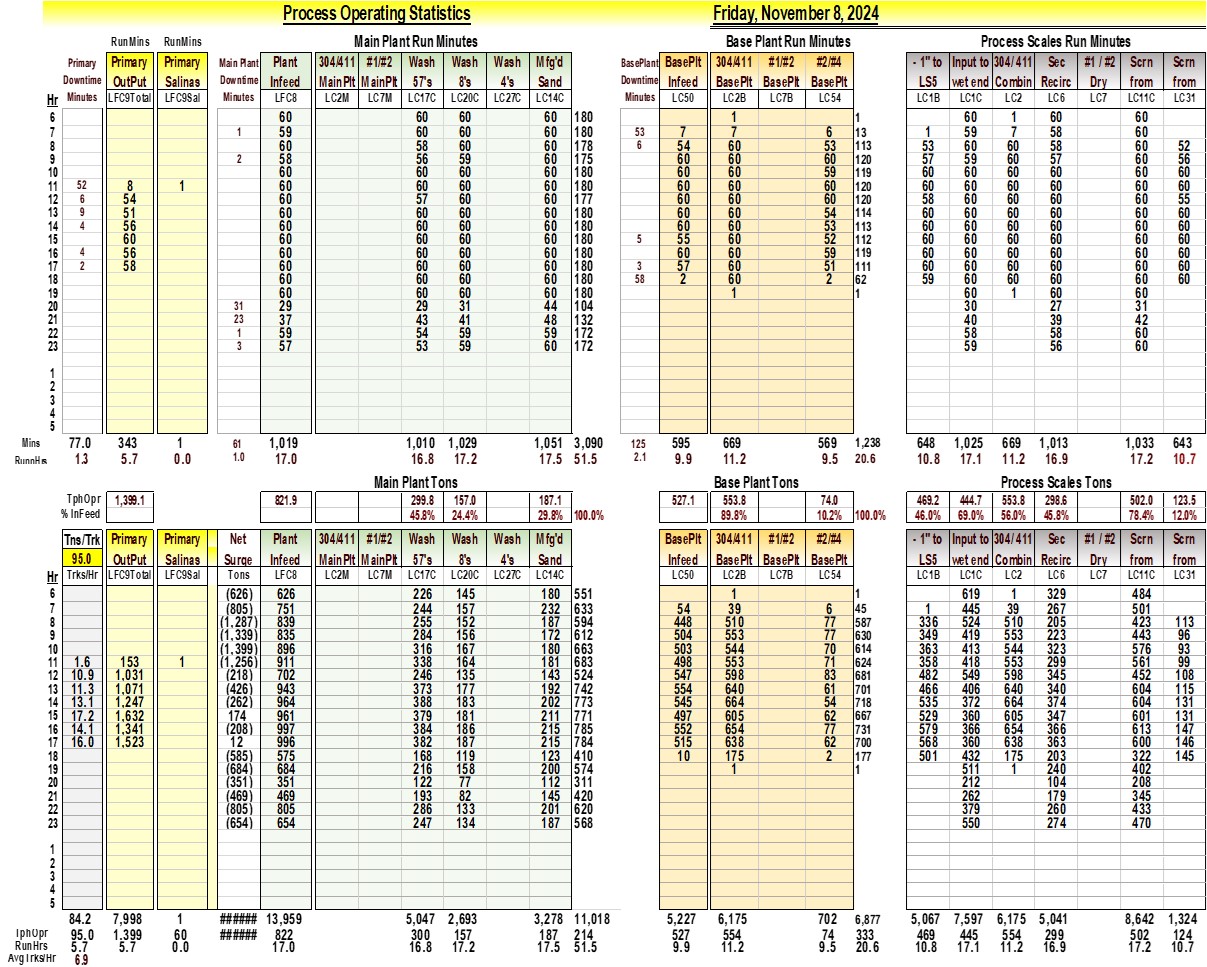 Process Operating Statistics Friday, November 8, 2024
RunMins RunMins Main Plant Run Minutes Base Plant Run Minutes Process Scales Run Minutes
Primary Primary Primary Main Plant Plant 304/411 #1/#2 Wash Wash Wash Mfg'd BasePlant BasePlt 304/411 #1/#2 #2/#4 - 1" to Input to 304/411 Sec #1 / #2 Scrn Scrn
Downtime OutPut Salinas Downtime Infeed MainPlt MainPlt 57's 8's 4's Sand Downtime Infeed BasePlt BasePlt BasePlt LS5 wet end Combin Recirc Dry from from
Hr Minutes LFC9Total LFC9Sal Minutes LFC8 LC2M LC7M LC17C LC20C LC27C LC14C Minutes LC50 LC2B LC7B LC54 LC1B LC1C LC2 LC6 LC7 LC11C LC31
6 60 60 60 60 180 1 1 60 1 60 60
7 1 59 60 60 60 180 53 7 7 6 13 1 59 7 58 60
8 60 58 60 60 178 6 54 60 53 113 53 60 60 58 60 52
9 2 58 56 59 60 175 60 60 60 120 57 59 60 57 60 56
10 60 60 60 60 180 60 60 59 119 60 60 60 60 60 60
11 52 8 1 60 60 60 60 180 60 60 60 120 60 60 60 60 60 60
12 6 54 60 57 60 60 177 60 60 60 120 58 60 60 60 60 55
13 9 51 60 60 60 60 180 60 60 54 114 60 60 60 60 60 60
14 4 56 60 60 60 60 180 60 60 53 113 60 60 60 60 60 60
15 60 60 60 60 60 180 5 55 60 52 112 60 60 60 60 60 60
16 4 56 60 60 60 60 180 60 60 59 119 60 60 60 60 60 60
17 2 58 60 60 60 60 180 3 57 60 51 111 60 60 60 60 60 60
18 60 60 60 60 180 58 2 60 2 62 59 60 60 60 60 60
19 60 60 60 60 180 1 1 60 1 60 60
20 31 29 29 31 44 104 30 27 31
21 23 37 43 41 48 132 40 39 42
22 1 59 54 59 59 172 58 58 60
23 3 57 53 59 60 172 59 56 60
1
2
3
4
5
Mins 77.0 343 1 61 1,019 1,010 1,029 1,051 3,090 125 595 669 569 1,238 648 1,025 669 1,013 1,033 643
RunnHrs 1.3 5.7 0.0 1.0 17.0 16.8 17.2 17.5 51.5 2.1 9.9 11.2 9.5 20.6 10.8 17.1 11.2 16.9 17.2 10.7
Main Plant Tons Base Plant Tons Process Scales Tons
TphOpr 1,399.1 821.9 299.8 157.0 187.1 527.1 553.8 74.0 469.2 444.7 553.8 298.6 502.0 123.5
% InFeed 45.8% 24.4% 29.8% 100.0% 89.8% 10.2% 100.0% 46.0% 69.0% 56.0% 45.8% 78.4% 12.0%
Tns/Trk Primary Primary Net Plant 304/411 #1/#2 Wash Wash Wash Mfg'd BasePlt 304/411 #1/#2 #2/#4 - 1" to Input to 304/411 Sec #1 / #2 Scrn Scrn
95.0 OutPut Salinas Surge Infeed MainPlt MainPlt 57's 8's 4's Sand Infeed BasePlt BasePlt BasePlt LS5 wet end Combin Recirc Dry from from
Hr Trks/Hr LFC9Total LFC9Sal Tons LFC8 LC2M LC7M LC17C LC20C LC27C LC14C LC50 LC2B LC7B LC54 LC1B LC1C LC2 LC6 LC7 LC11C LC31
6 (626) 626 226 145 180 551 1 1 619 1 329 484
7 (805) 751 244 157 232 633 54 39 6 45 1 445 39 267 501
8 (1,287) 839 255 152 187 594 448 510 77 587 336 524 510 205 423 113
9 (1,339) 835 284 156 172 612 504 553 77 630 349 419 553 223 443 96
10 (1,399) 896 316 167 180 663 503 544 70 614 363 413 544 323 576 93
11 1.6 153 1 (1,256) 911 338 164 181 683 498 553 71 624 358 418 553 299 561 99
12 10.9 1,031 (218) 702 246 135 143 524 547 598 83 681 482 549 598 345 452 108
13 11.3 1,071 (426) 943 373 177 192 742 554 640 61 701 466 406 640 340 604 115
14 13.1 1,247 (262) 964 388 183 202 773 545 664 54 718 535 372 664 374 604 131
15 17.2 1,632 174 961 379 181 211 771 497 605 62 667 529 360 605 347 601 131
16 14.1 1,341 (208) 997 384 186 215 785 552 654 77 731 579 366 654 366 613 147
17 16.0 1,523 12 996 382 187 215 784 515 638 62 700 568 360 638 363 600 146
18 (585) 575 168 119 123 410 10 175 2 177 501 432 175 203 322 145
19 (684) 684 216 158 200 574 1 1 511 1 240 402
20 (351) 351 122 77 112 311 212 104 208
21 (469) 469 193 82 145 420 262 179 345
22 (805) 805 286 133 201 620 379 260 433
23 (654) 654 247 134 187 568 550 274 470
1
2
3
4
5
84.2 7,998 1 ###### 13,959 5,047 2,693 3,278 11,018 5,227 6,175 702 6,877 5,067 7,597 6,175 5,041 8,642 1,324
TphOpr 95.0 1,399 60 ###### 822 300 157 187 214 527 554 74 333 469 445 554 299 502 124
RunHrs 5.7 5.7 0.0 17.0 16.8 17.2 17.5 51.5 9.9 11.2 9.5 20.6 10.8 17.1 11.2 16.9 17.2 10.7
AvgTrks/Hr 6.9